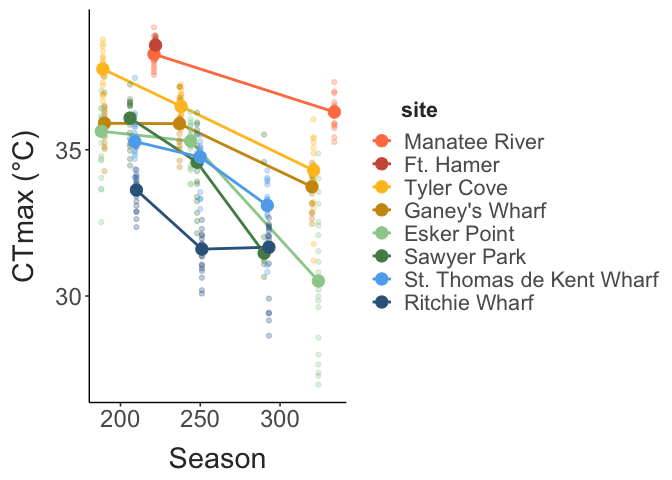 CTmax (°C)
35
30
200
250
300
Season
site
Manatee River
Ft. Hamer
Tyler Cove
Ganey's Wharf
Esker Point
Sawyer Park
St. Thomas de Kent Wharf
Ritchie Wharf